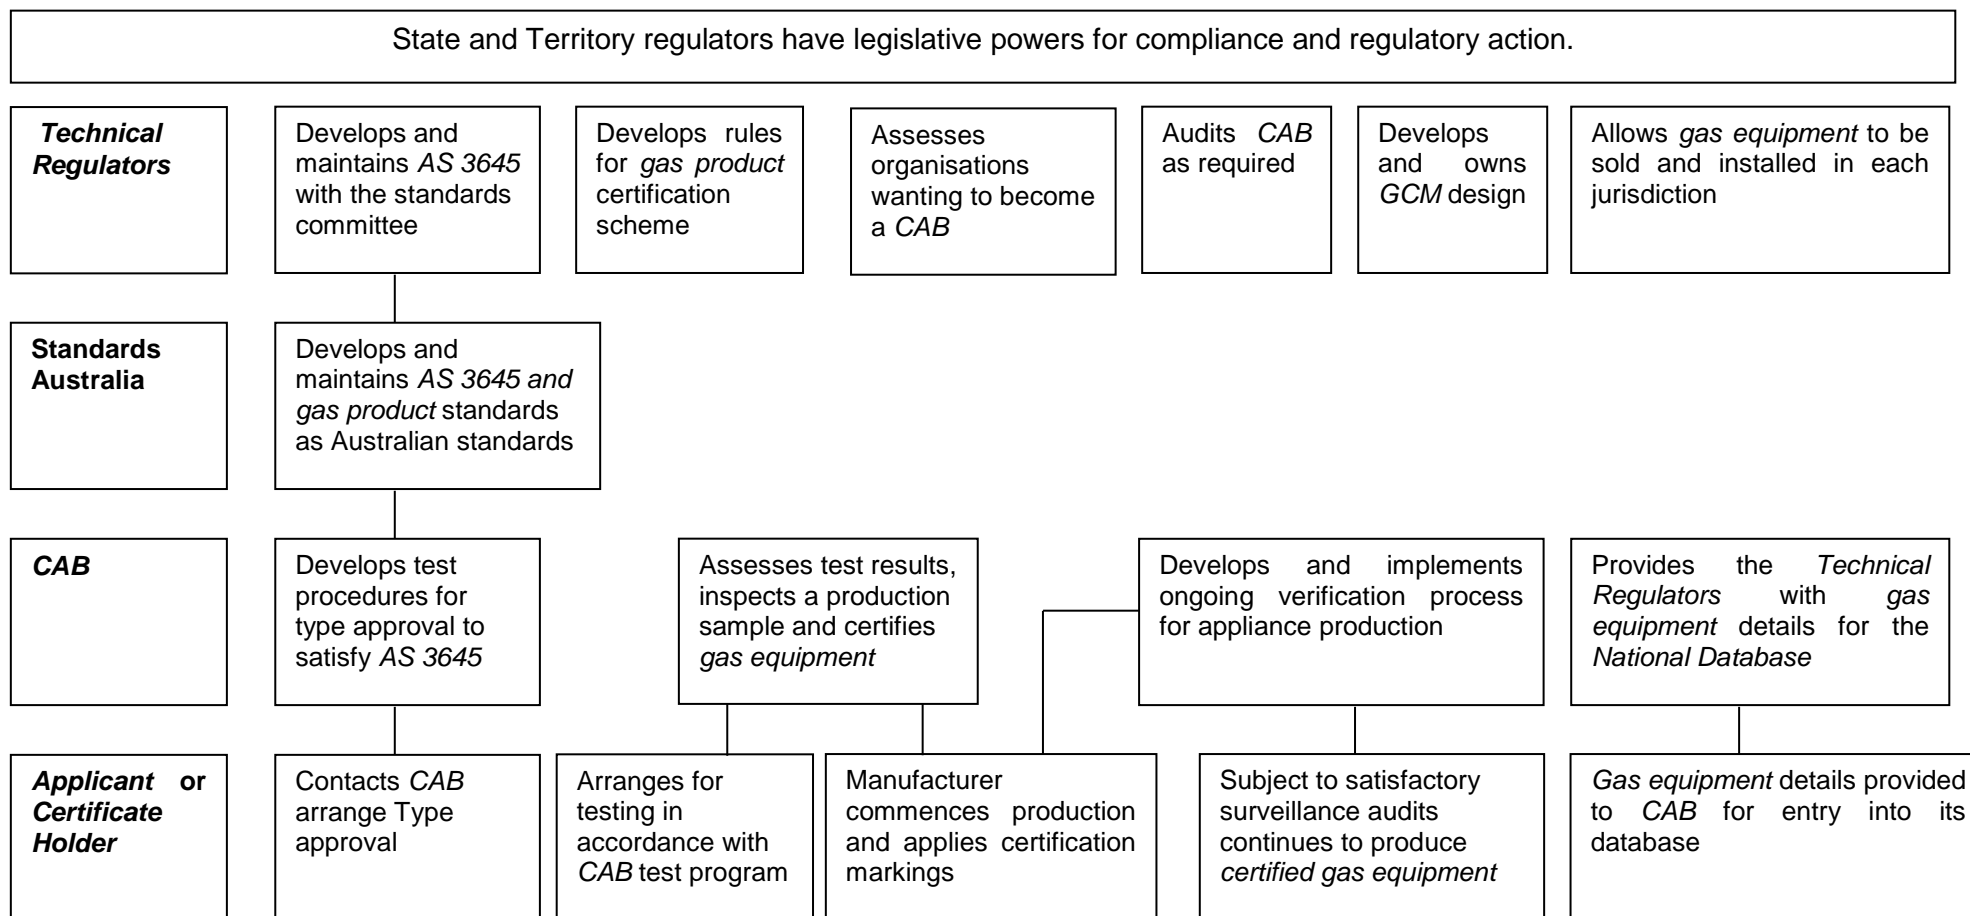 State and Territory regulators have legislative powers for compliance and regulatory action.
Technical
Regulators
Develops and
maintains AS 3645
with the standards
committee
Develops rules
for gas product
certification
scheme
Assesses
organisations
wanting to become
a CAB
Audits CAB
as required
Develops
and owns
GCM design
Allows gas equipment to be
sold and installed in each
jurisdiction
Standards
Australia
Develops and
maintains AS 3645 and
gas product standards
as Australian standards
CAB
Develops test
procedures for
type approval to
satisfy AS 3645
Assesses test results,
inspects a production
sample and certifies
gas equipment
Develops and implements
ongoing verification process
for appliance production
Provides the Technical
Regulators with gas
equipment details for the
National Database
Applicant or
Certificate
Holder
Contacts CAB
arrange Type
approval
Arranges for
testing in
accordance with
CAB test program
Manufacturer
commences production
and applies certification
markings
Subject to satisfactory
surveillance audits
continues to produce
certified gas equipment
Gas equipment details provided
to CAB for entry into its
database